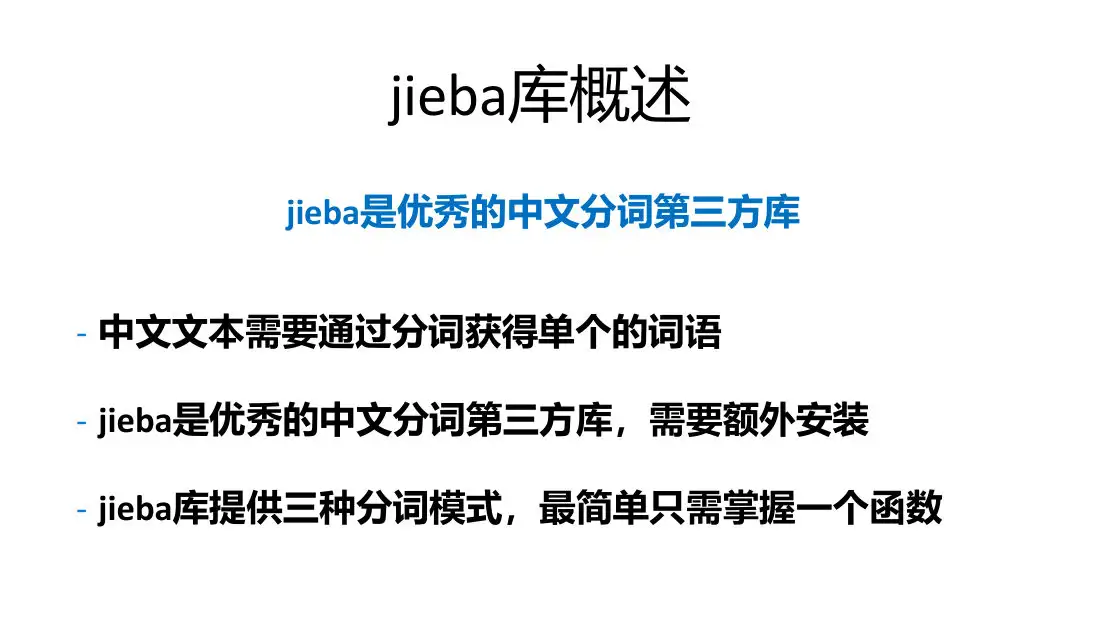 jieba库概述
jieba是优秀的中文分词第三方库
- 中文文本需要通过分词获得单个的词语
- jieba是优秀的中文分词第三方库，需要额外安装
- jieba库提供三种分词模式，最简单只需掌握一个函数